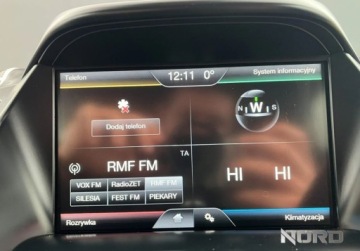 Telefon
12:11 0°
System informacyjny
Dodaj telefon
N W S
TA
RMF FM
HI HI
VOX FM RadioZET RMF FM
SILESIA FEST FM PIEKARY
Rozrywka
Klimatyzacja
NORD